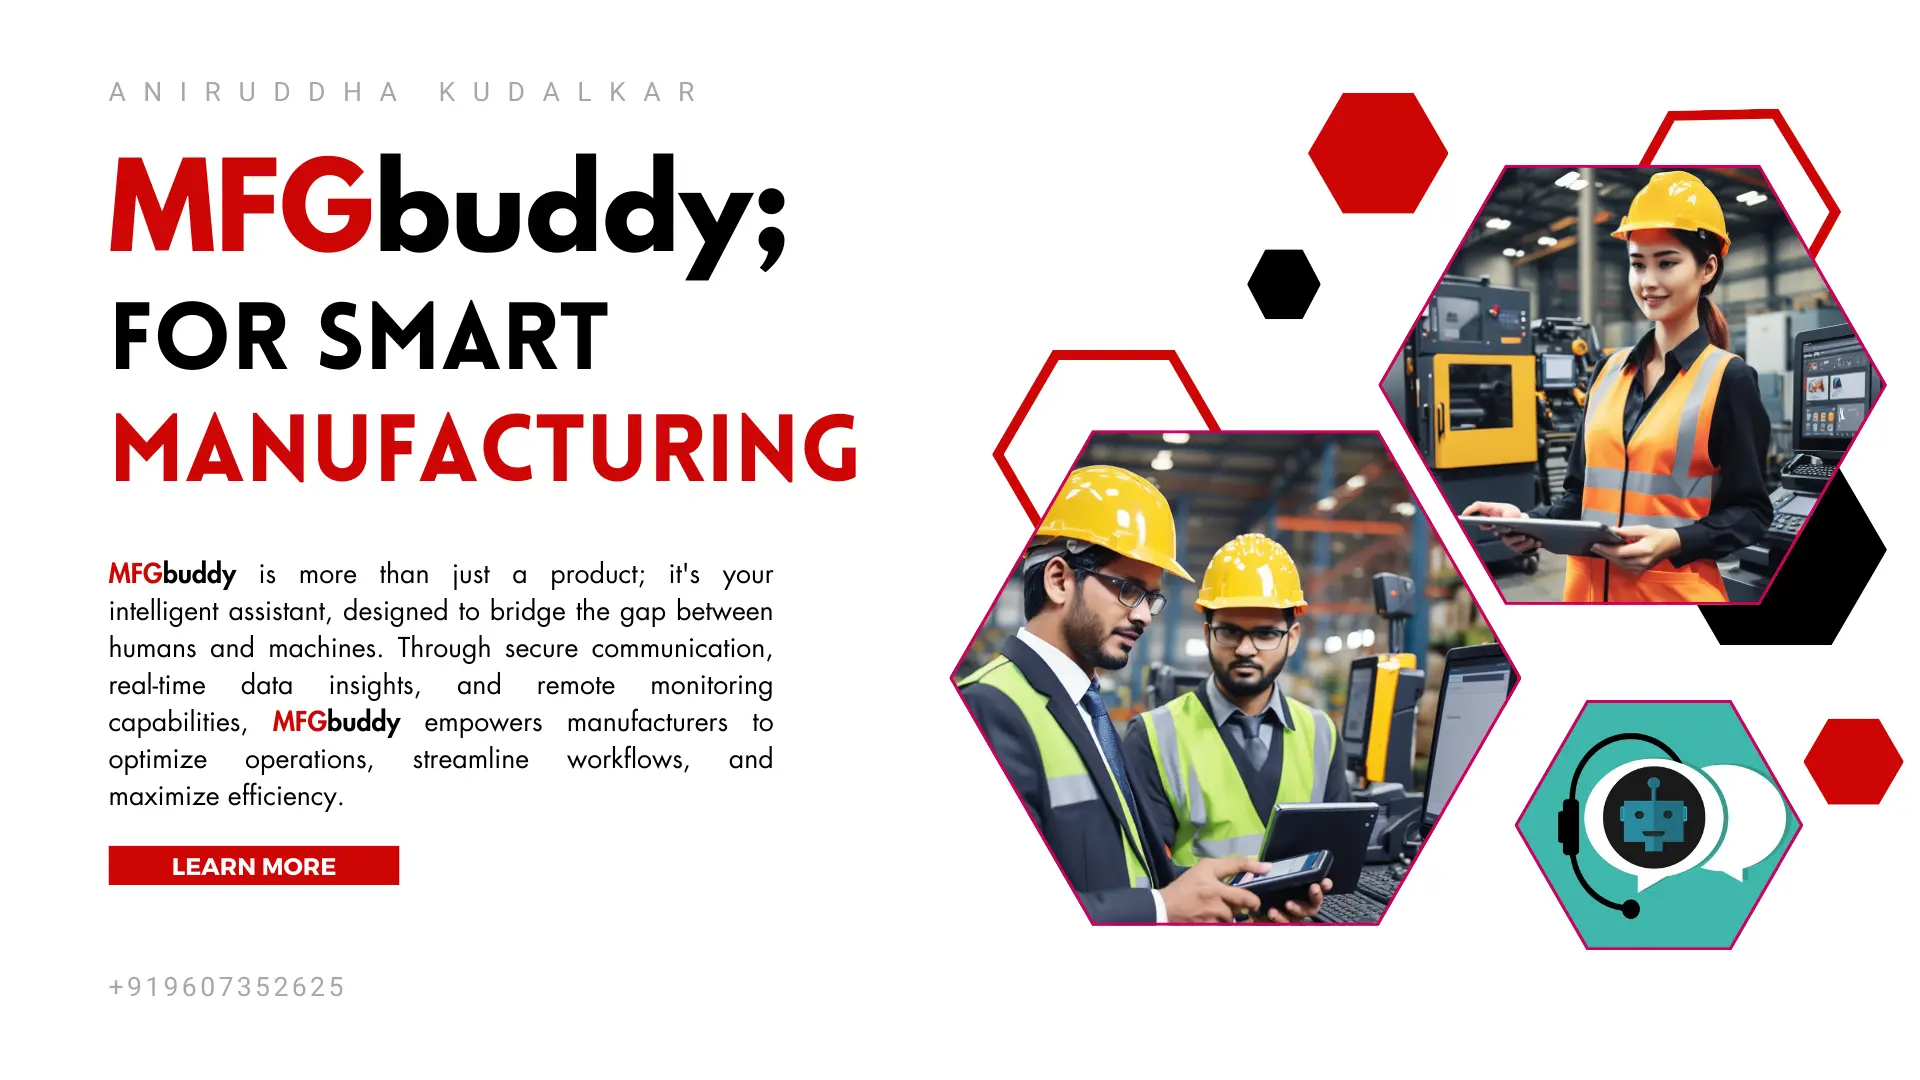 ANIRUDDHA KUDALKAR
MFGbuddy;
FOR SMART
MANUFACTURING
MFGbuddy is more than just a product; it's your
intelligent assistant, designed to bridge the gap between
humans and machines. Through secure communication,
real-time data insights, and remote monitoring
capabilities, MFGbuddy empowers manufacturers to
optimize operations, streamline workflows, and
maximize efficiency.
LEARN MORE
+919607352625